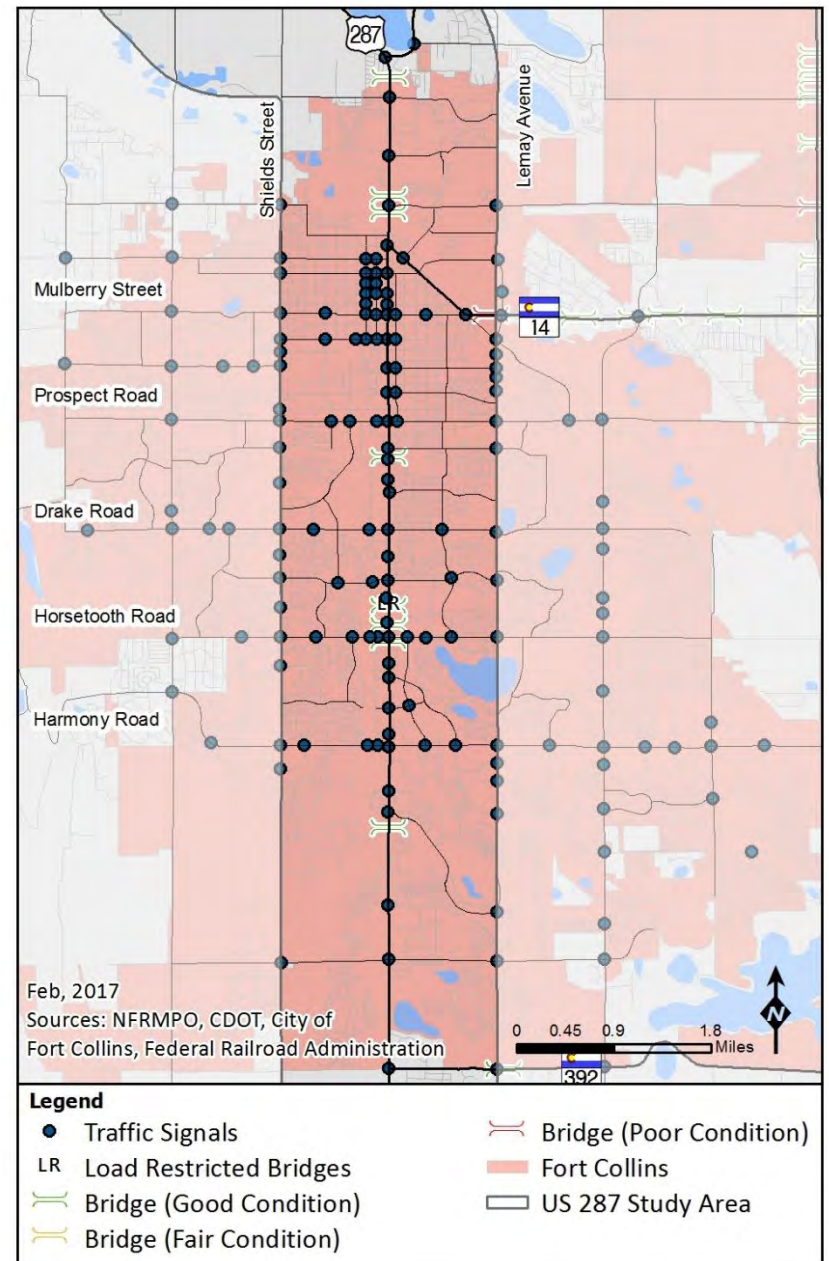 287
Shields Street
Lemay Avenue
Mulberry Street
14
Prospect Road
Drake Road
LR
Horsetooth Road
Harmony Road
Feb, 2017
Sources: NFRMPO, CDOT, City of
Fort Collins, Federal Railroad Administration
N
0 0.45 0.9 1.8
Miles
392
Legend
Traffic Signals
LR Load Restricted Bridges
Bridge (Good Condition)
Bridge (Fair Condition)
Bridge (Poor Condition)
Fort Collins
US 287 Study Area